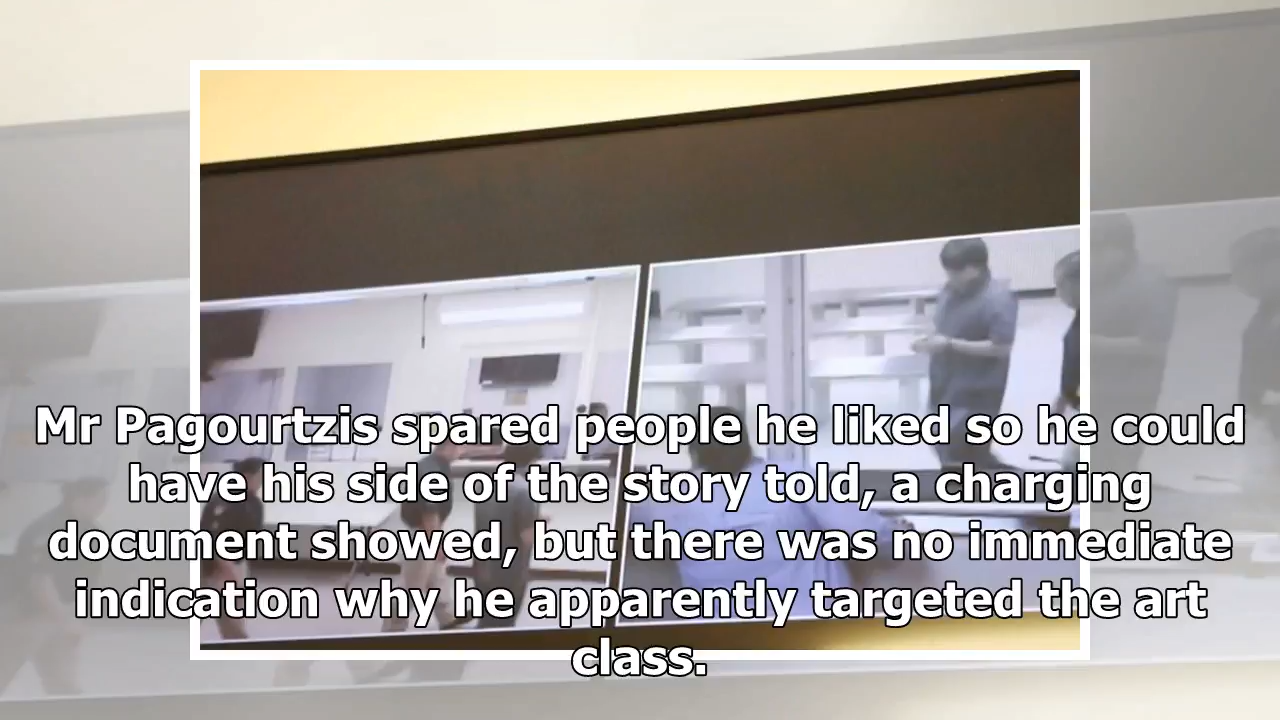 Mr Pagourtzis spared people he liked so he could
have his side of the story told, a charging
document showed, but there was no immediate
indication why he apparently targeted the art
class.